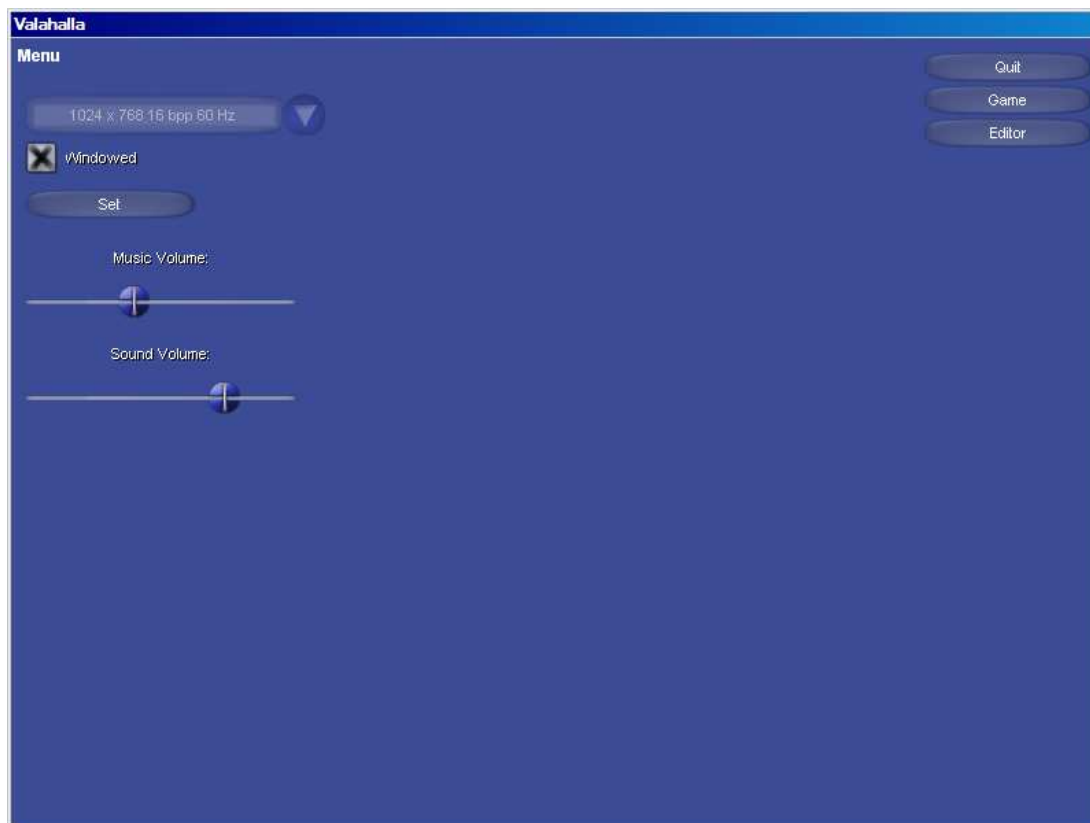 Valahalla
Menu
Quit
Game
Editor
1024 x 768 16 bpp 60 Hz
Windowed
Set
Music Volume:
Sound Volume: